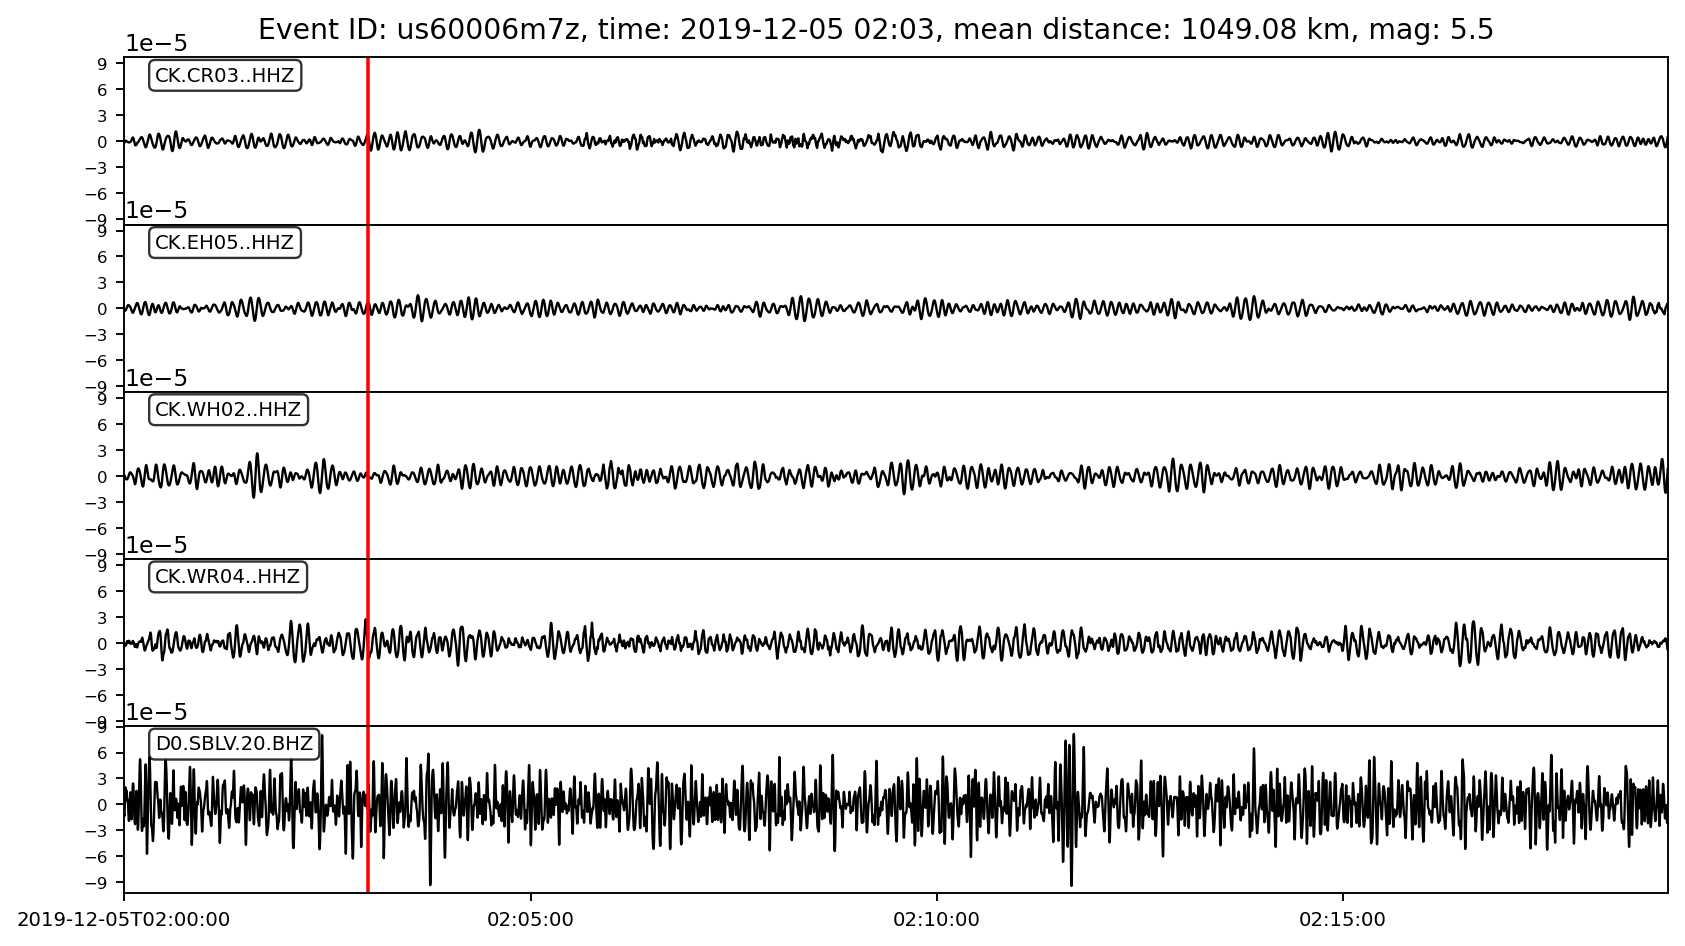 Event ID: us60006m7z, time: 2019-12-05 02:03, mean distance: 1049.08 km, mag: 5.5
1e−5
9
CK.CR03..HHZ
6
3
0
−3
−6
−9
1e−5
9
CK.EH05..HHZ
6
3
0
−3
−6
−9
1e−5
9
CK.WH02..HHZ
6
3
0
−3
−6
−9
1e−5
9
CK.WR04..HHZ
6
3
0
−3
−6
−9
1e−5
9
D0.SBLV.20.BHZ
6
3
0
−3
−6
−9
2019-12-05T02:00:00 02:05:00 02:10:00 02:15:00